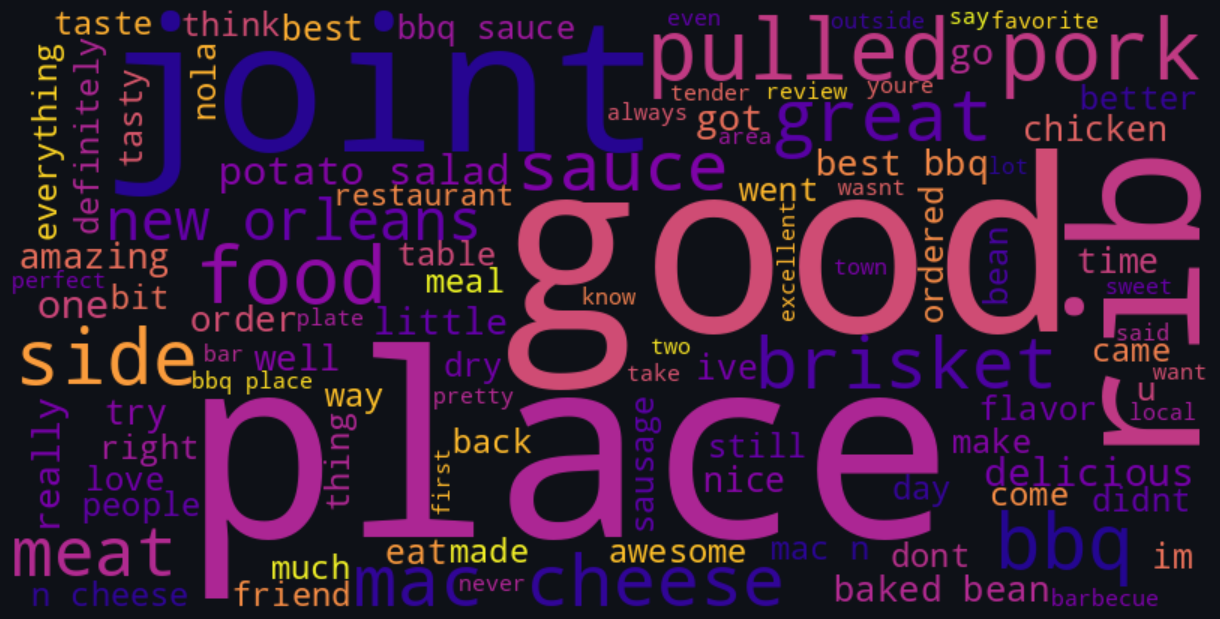 taste
think
best
bbq sauce
even
outside
say
favorite
joint
pulled pork
go
everything
definitely
tasty
nola
tender
review
youre
better
always
got
area
great
chicken
potato salad
sauce
best bbq
lot
restaurant
went
wasnt
new orleans
good
excellent
town
ordered
bean
rib
time
sweet
said
amazing
perfect
one
bit
food
table
meal
know
order
plate
little
side
bar
well
bbq place
dry
two
take
ive
brisket
came
want
u
local
way
pretty
place
really
try
right
love
people
thing
back
first
sausage
still
nice
flavor
make
delicious
day
come
didnt
meat
much
eat
made
awesome
mac n
dont
bbq
im
n cheese
friend
mac cheese
never
baked bean
barbecue